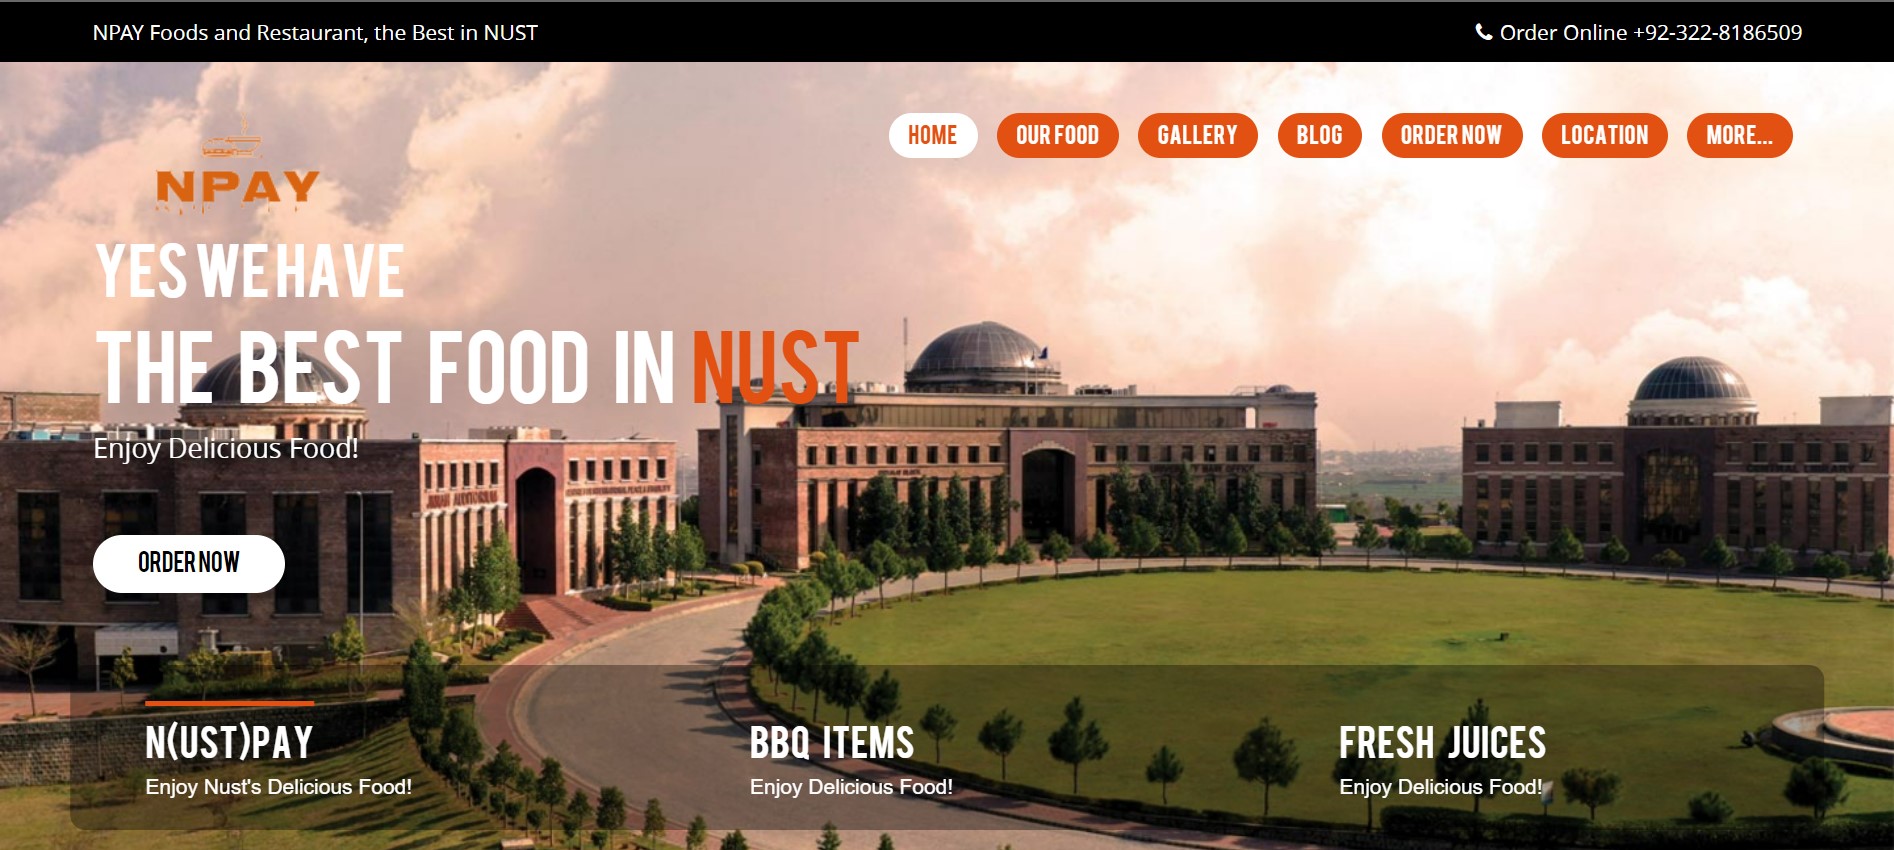 NPAY Foods and Restaurant, the Best in NUST
Order Online +92-322-8186509
HOME
OUR FOOD
GALLERY
BLOG
ORDER NOW
LOCATION
MORE...
NPAY
YES WE HAVE
THE BEST FOOD IN NUST
Enjoy Delicious Food!
JINNAH AUDITORIUM
ORDER NOW
N(UST)PAY
Enjoy Nust's Delicious Food!
BBQ ITEMS
Enjoy Delicious Food!
FRESH JUICES
Enjoy Delicious Food!